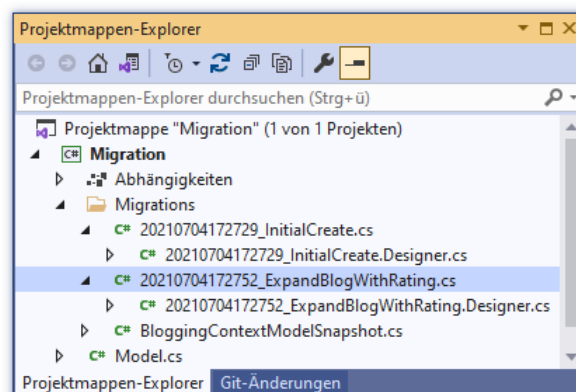 Projektmappen-Explorer
Projektmappen-Explorer durchsuchen (Strg+ü)
Projektmappe "Migration" (1 von 1 Projekten)
C# Migration
Abhängigkeiten
Migrations
C# 20210704172729_InitialCreate.cs
C# 20210704172729_InitialCreate.Designer.cs
C# 20210704172752_ExpandBlogWithRating.cs
C# 20210704172752_ExpandBlogWithRating.Designer.cs
C# BloggingContextModelSnapshot.cs
C# Model.cs
Projektmappen-Explorer Git-Änderungen